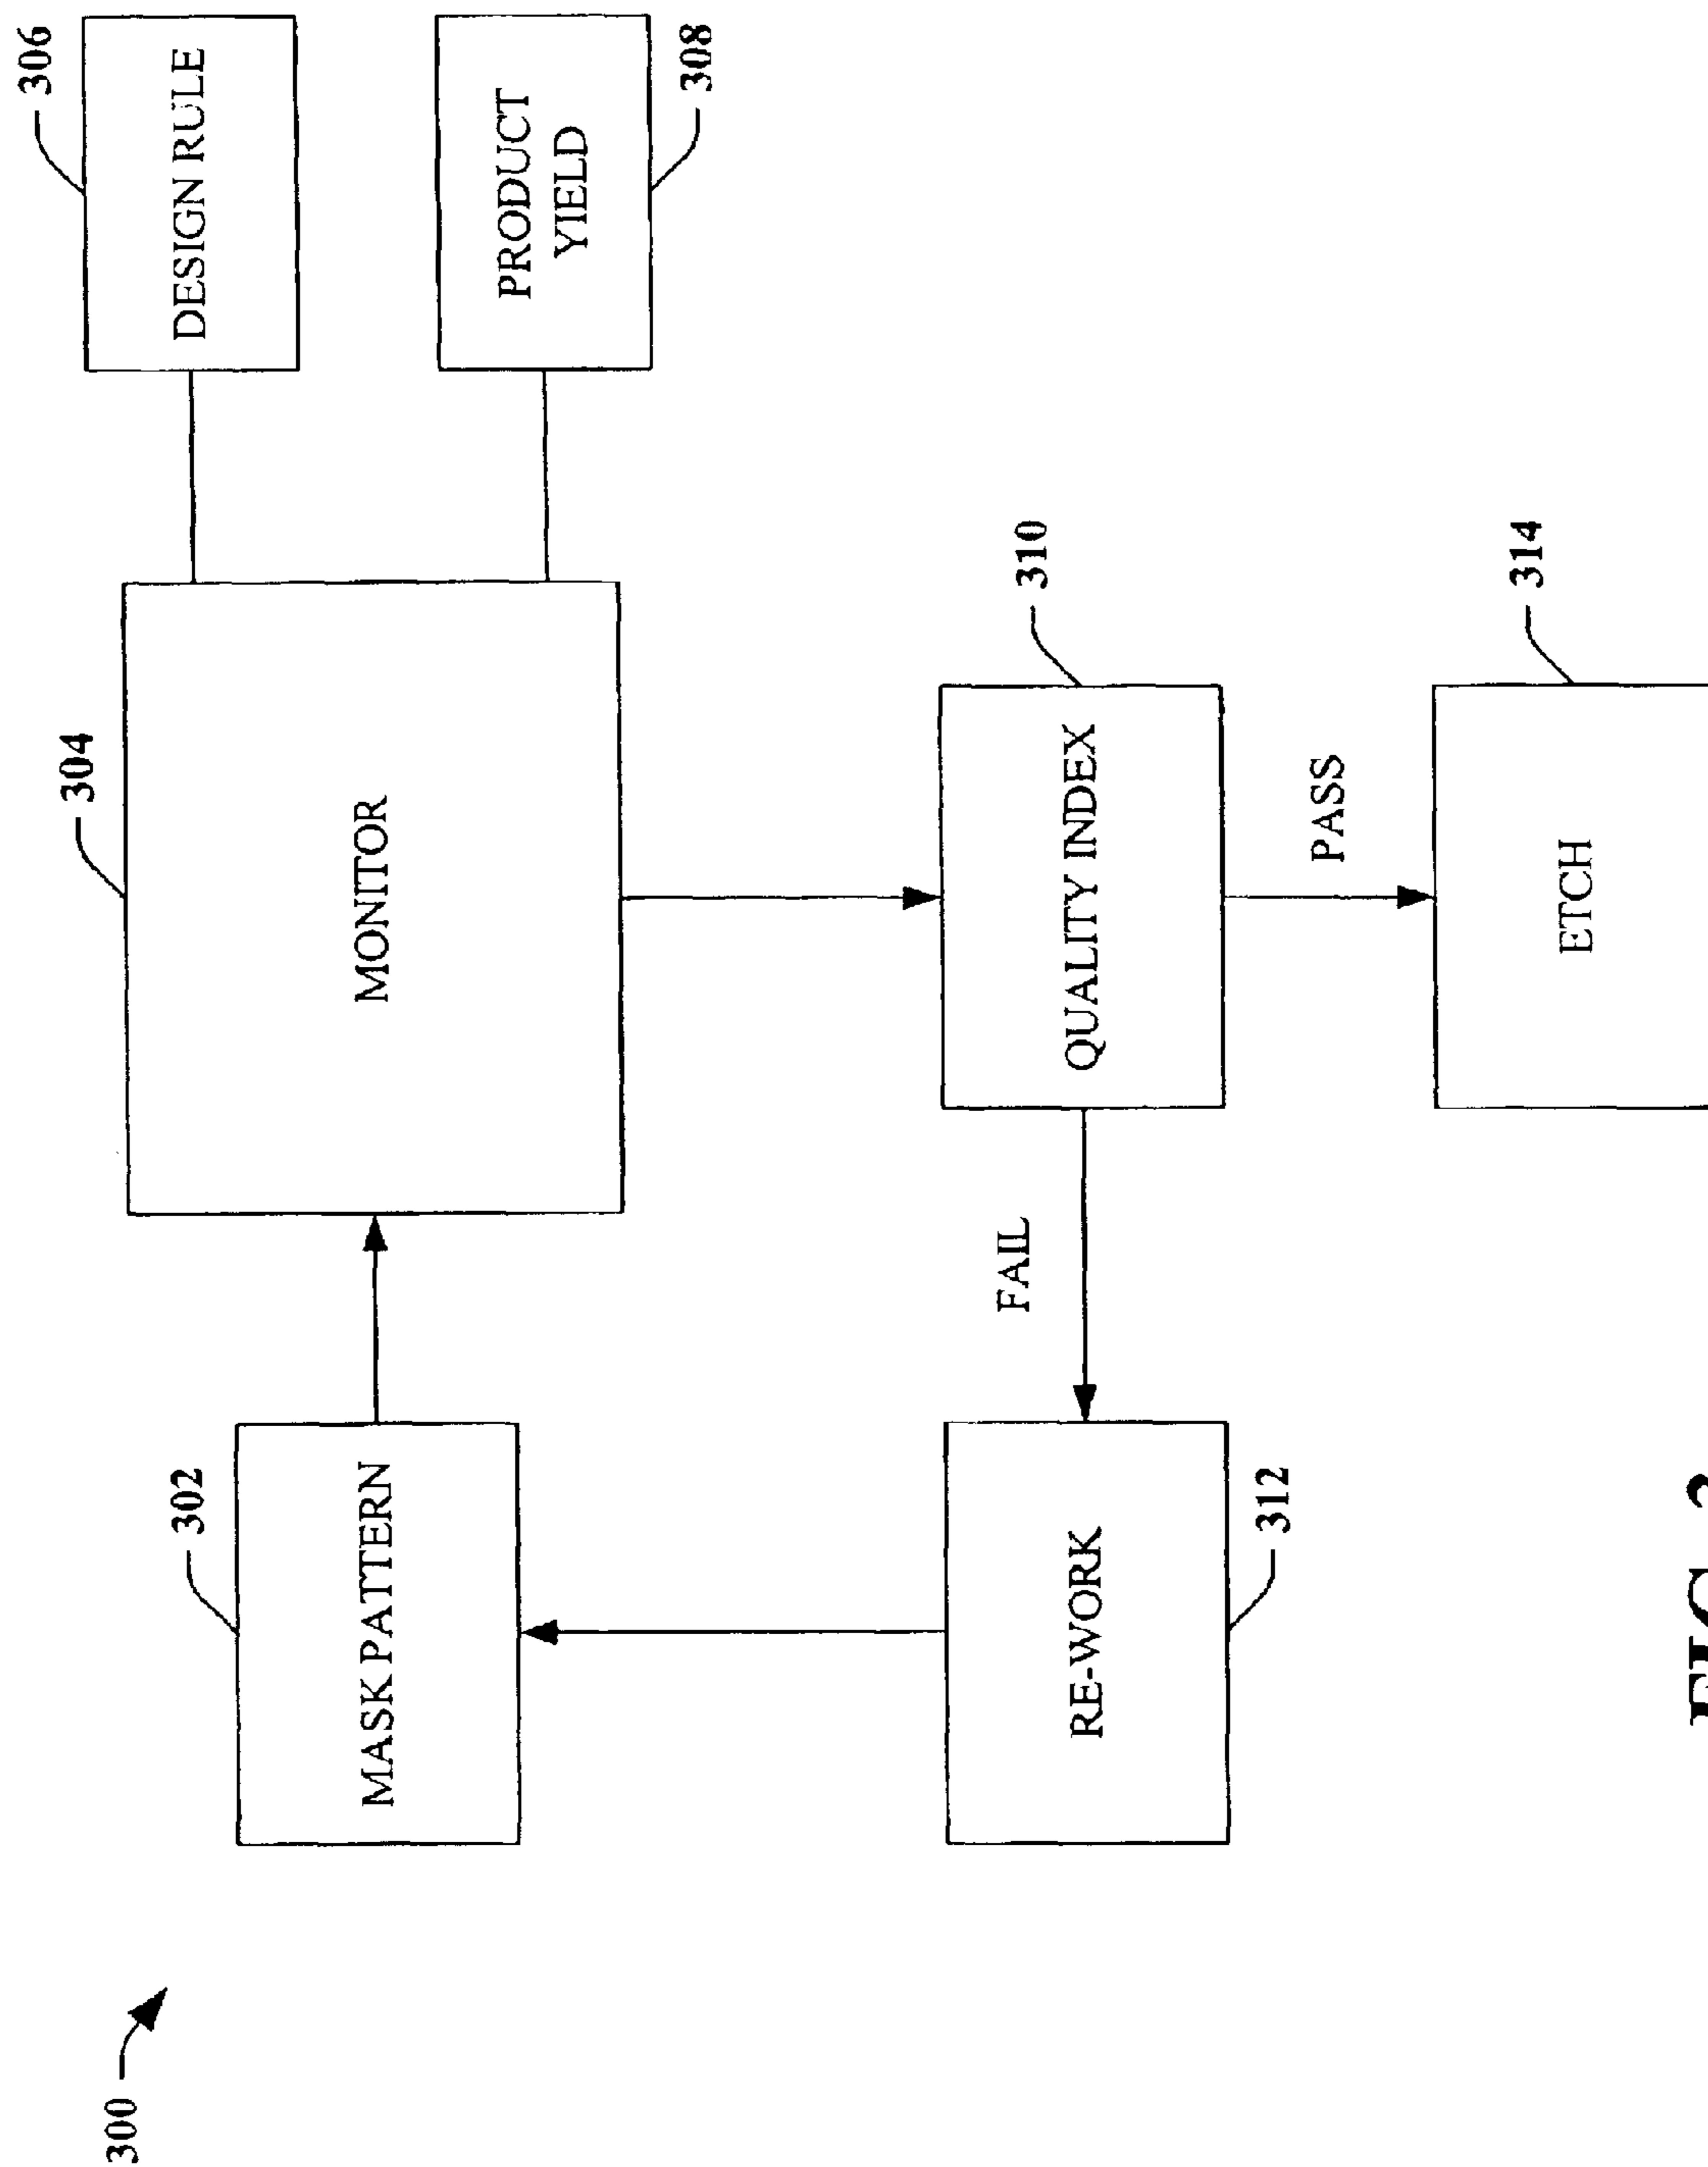 300
302
MASK PATTERN
304
MONITOR
306
DESIGN RULE
308
PRODUCT
YIELD
310
QUALITY INDEX
FAIL
312
RE-WORK
PASS
314
ETCH